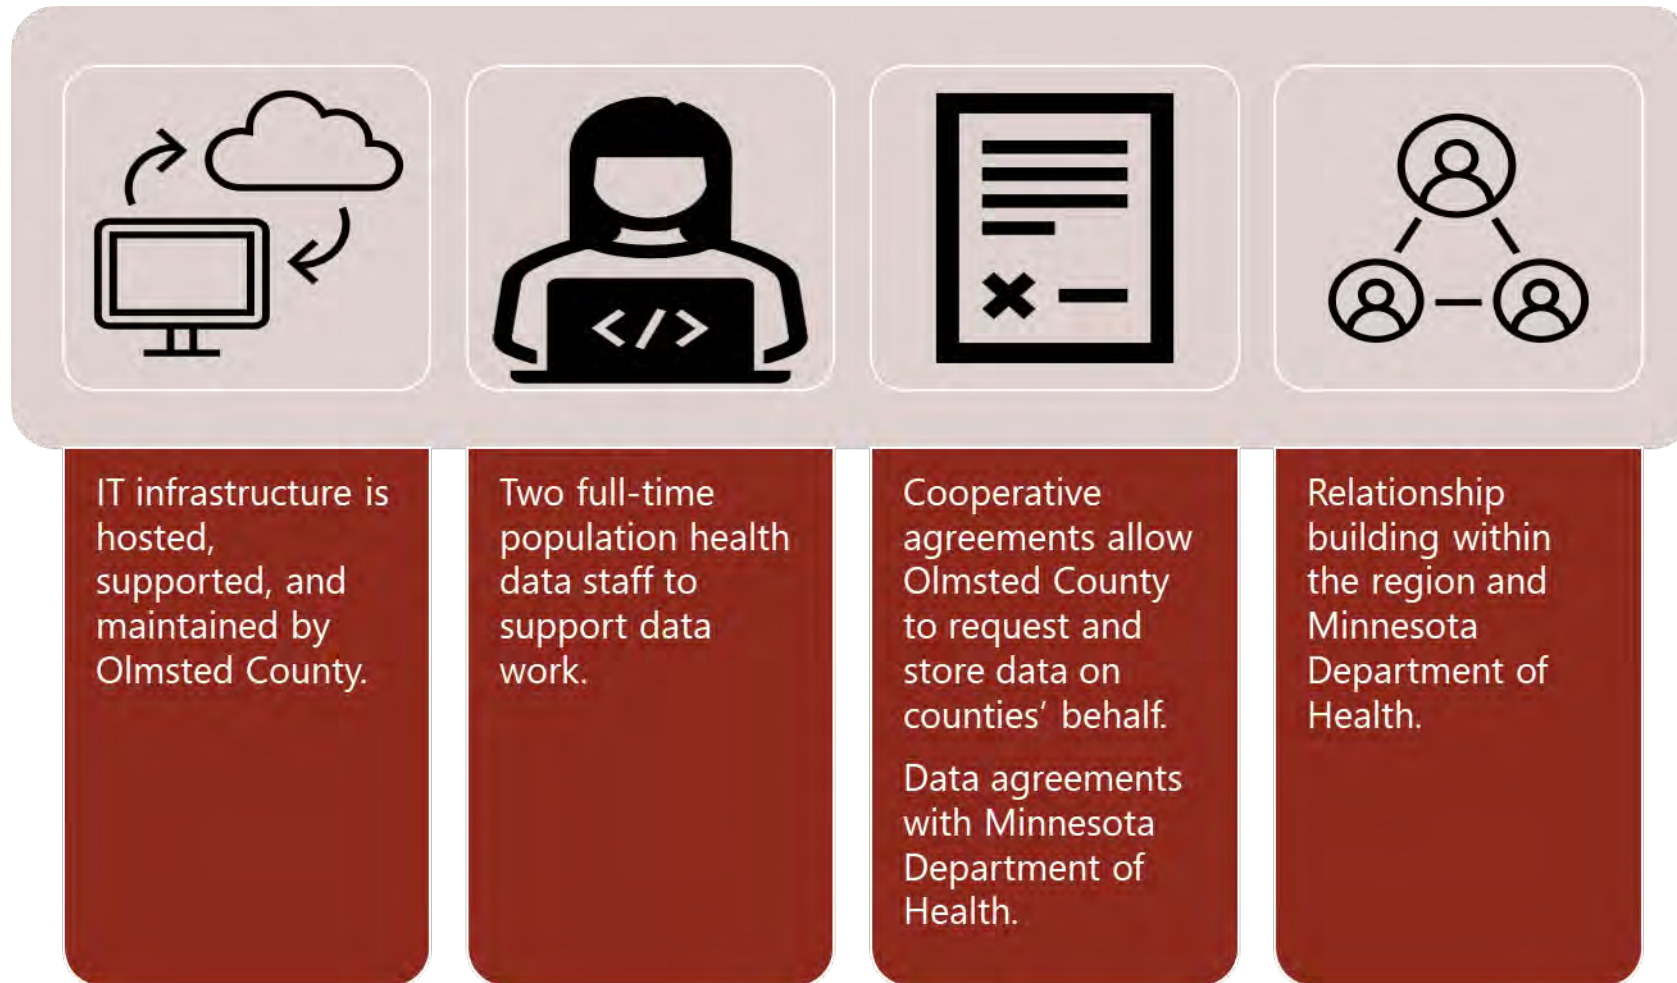 </>
IT infrastructure is
hosted,
supported, and
maintained by
Olmsted County.
Two full-time
population health
data staff to
support data
work.
Cooperative
agreements allow
Olmsted County
to request and
store data on
counties’ behalf.
Data agreements
with Minnesota
Department of
Health.
Relationship
building within
the region and
Minnesota
Department of
Health.